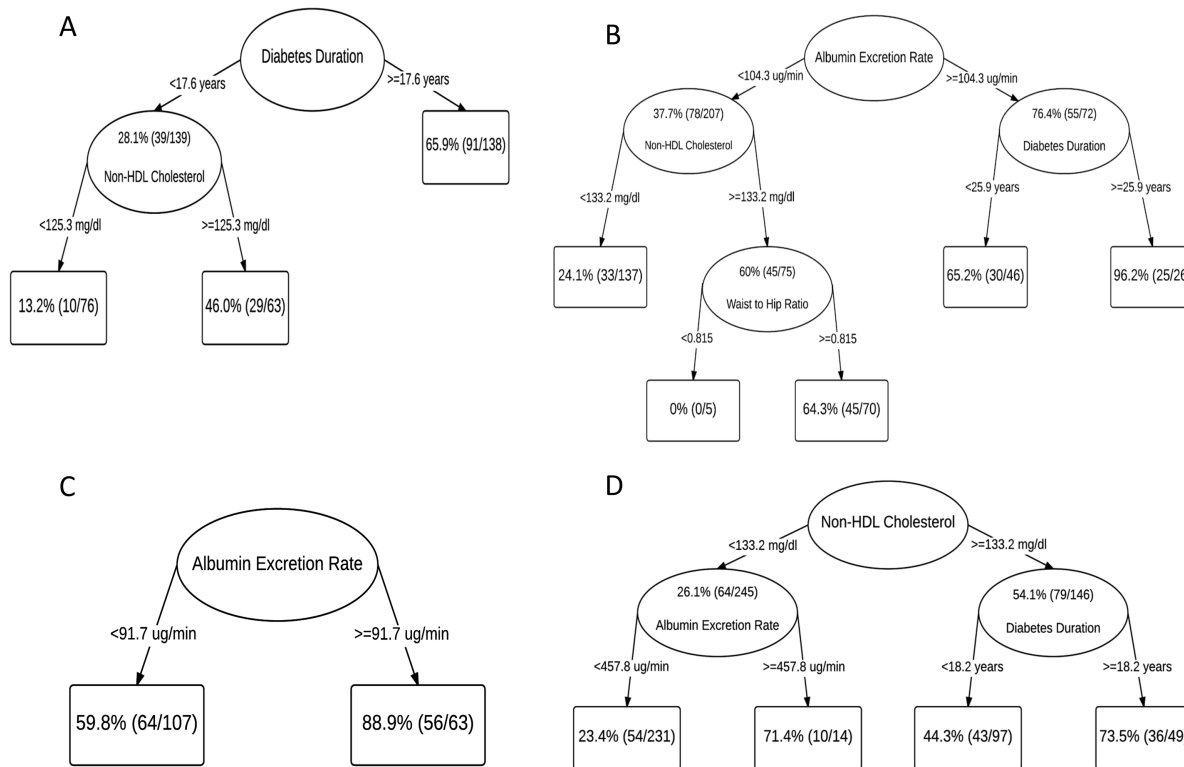 A
Diabetes Duration
<17.6 years
>=17.6 years
28.1% (39/139)
Non-HDL Cholesterol
65.9% (91/138)
<125.3 mg/dl
>=125.3 mg/dl
13.2% (10/76)
46.0% (29/63)
B
Albumin Excretion Rate
<104.3 ug/min
>=104.3 ug/min
37.7% (78/207)
Non-HDL Cholesterol
76.4% (55/72)
Diabetes Duration
<133.2 mg/dl
>=133.2 mg/dl
<25.9 years
>=25.9 years
24.1% (33/137)
60% (45/75)
Waist to Hip Ratio
65.2% (30/46)
96.2% (25/26
<0.815
>=0.815
0% (0/5)
64.3% (45/70)
C
Albumin Excretion Rate
<91.7 ug/min
>=91.7 ug/min
59.8% (64/107)
88.9% (56/63)
D
Non-HDL Cholesterol
<133.2 mg/dl
>=133.2 mg/dl
26.1% (64/245)
Albumin Excretion Rate
54.1% (79/146)
Diabetes Duration
<457.8 ug/min
>=457.8 ug/min
<18.2 years
>=18.2 years
23.4% (54/231)
71.4% (10/14)
44.3% (43/97)
73.5% (36/49)